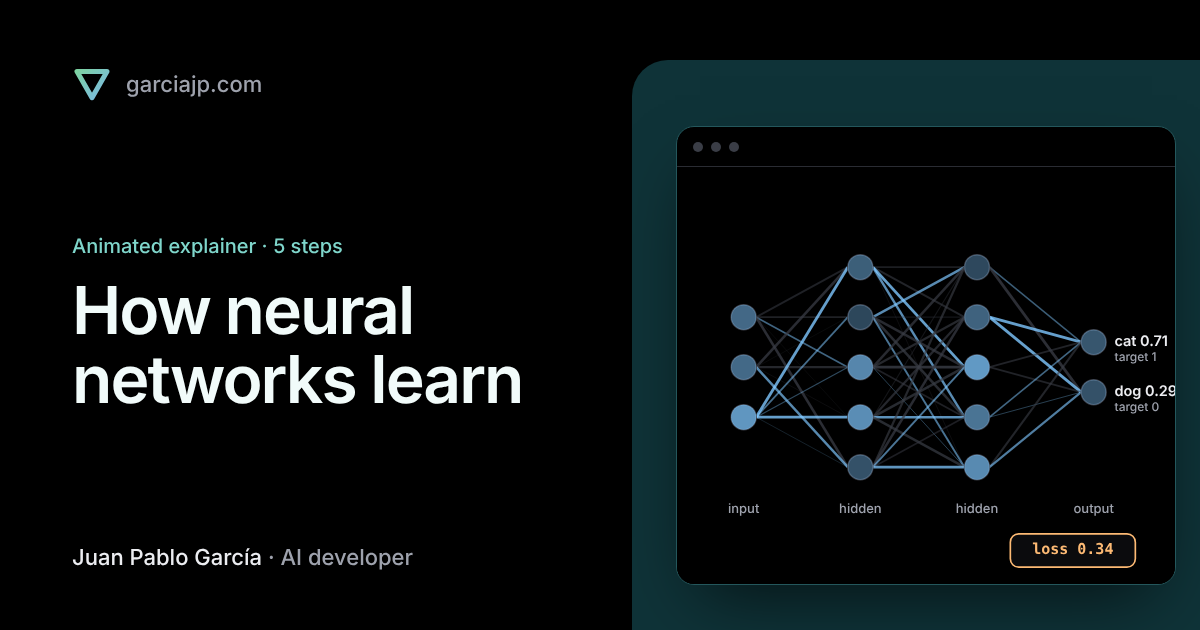 garciajp.com
Animated explainer · 5 steps
How neural
networks learn
Juan Pablo García · AI developer
cat 0.71
target 1
dog 0.29
target 0
input hidden hidden output
loss 0.34